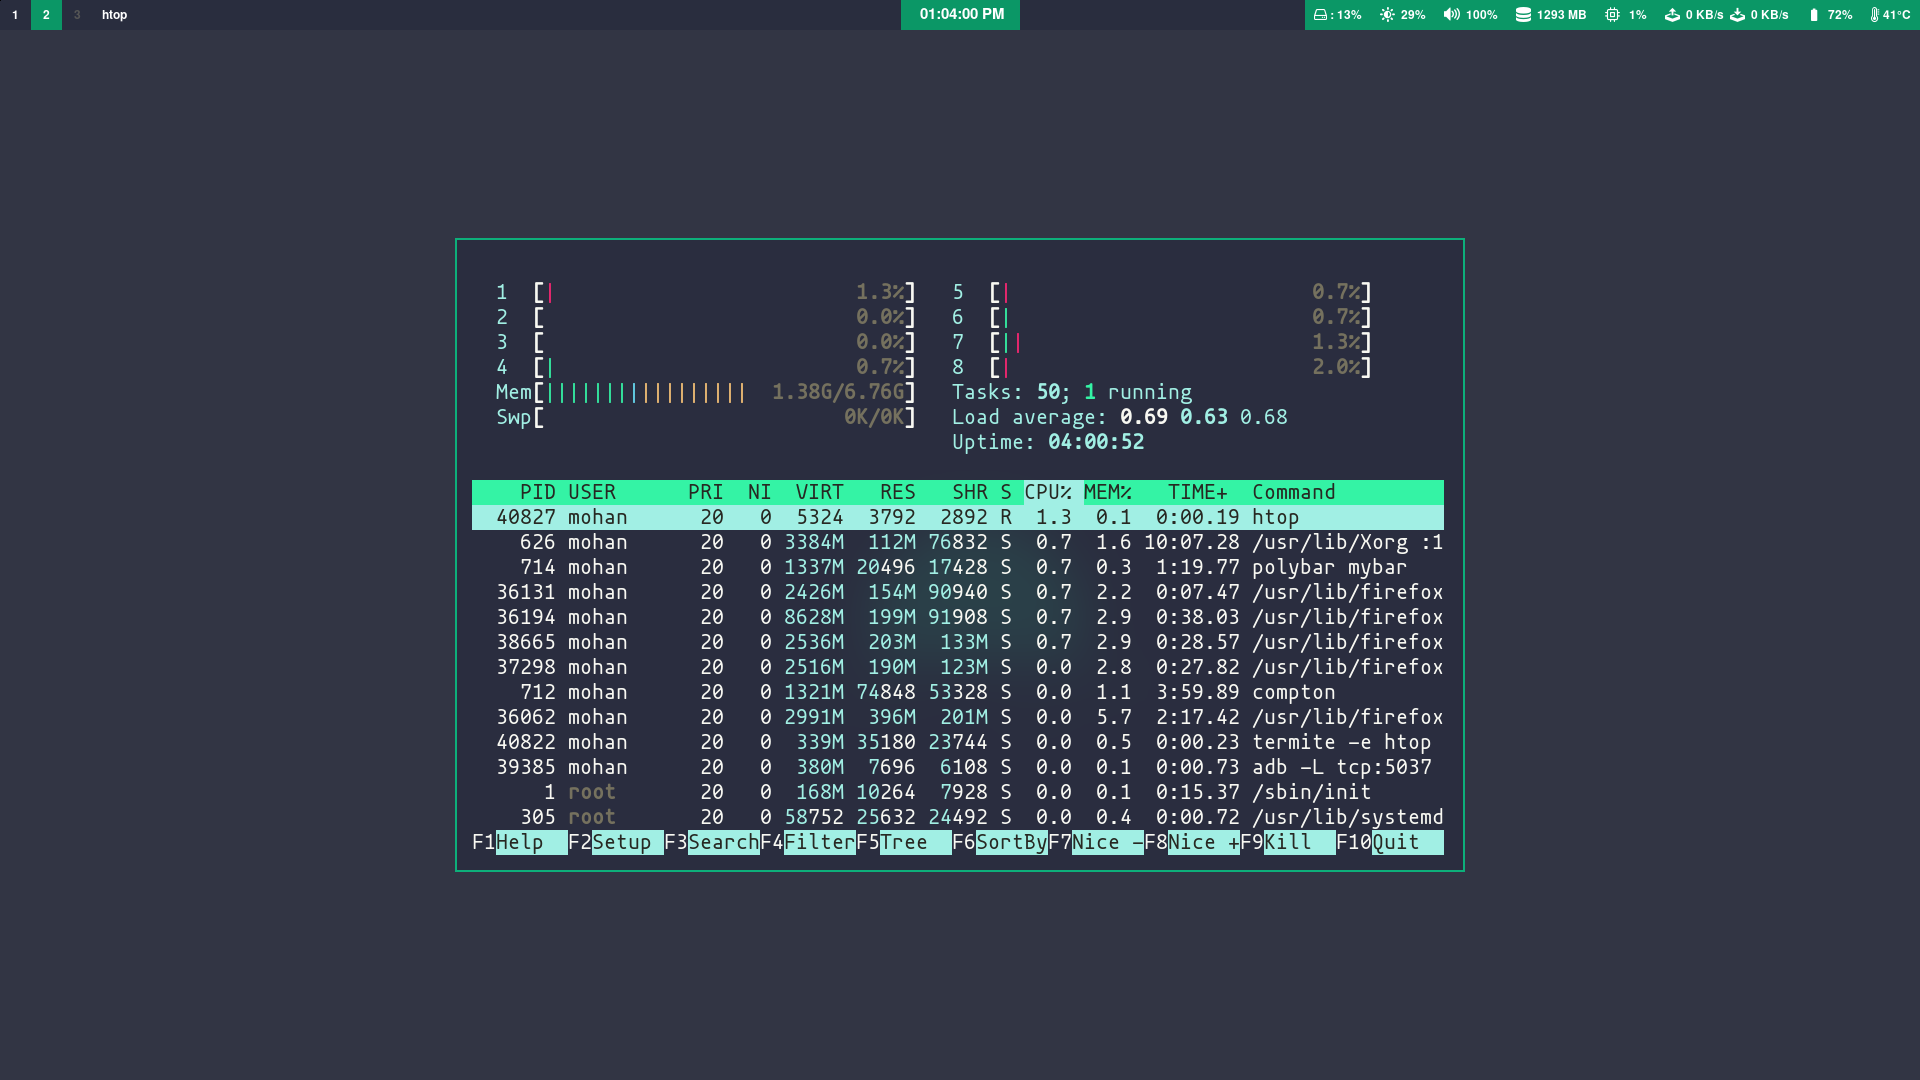 1 2 3 htop 01:04:00 PM : 13% 29% 100% 1293 MB 1% 0 KB/s 0 KB/s 72% 41°C
1 [| 1.3%] 5 [| 0.7%]
2 [ 0.0%] 6 [| 0.7%]
3 [ 0.0%] 7 [|| 1.3%]
4 [| 0.7%] 8 [| 2.0%]
Mem[||||||||||||||||| 1.38G/6.76G] Tasks: 50; 1 running
Swp[ 0K/0K] Load average: 0.69 0.63 0.68
Uptime: 04:00:52
PID USER PRI NI VIRT RES SHR S CPU% MEM% TIME+ Command
40827 mohan 20 0 5324 3792 2892 R 1.3 0.1 0:00.19 htop
626 mohan 20 0 3384M 112M 76832 S 0.7 1.6 10:07.28 /usr/lib/Xorg :1
714 mohan 20 0 1337M 20496 17428 S 0.7 0.3 1:19.77 polybar mybar
36131 mohan 20 0 2426M 154M 90940 S 0.7 2.2 0:07.47 /usr/lib/firefox
36194 mohan 20 0 8628M 199M 91908 S 0.7 2.9 0:38.03 /usr/lib/firefox
38665 mohan 20 0 2536M 203M 133M S 0.7 2.9 0:28.57 /usr/lib/firefox
37298 mohan 20 0 2516M 190M 123M S 0.0 2.8 0:27.82 /usr/lib/firefox
712 mohan 20 0 1321M 74848 53328 S 0.0 1.1 3:59.89 compton
36062 mohan 20 0 2991M 396M 201M S 0.0 5.7 2:17.42 /usr/lib/firefox
40822 mohan 20 0 339M 35180 23744 S 0.0 0.5 0:00.23 termite -e htop
39385 mohan 20 0 380M 7696 6108 S 0.0 0.1 0:00.73 adb -L tcp:5037
1 root 20 0 168M 10264 7928 S 0.0 0.1 0:15.37 /sbin/init
305 root 20 0 58752 25632 24492 S 0.0 0.4 0:00.72 /usr/lib/systemd
F1Help F2Setup F3SearchF4FilterF5Tree F6SortByF7Nice -F8Nice +F9Kill F10Quit